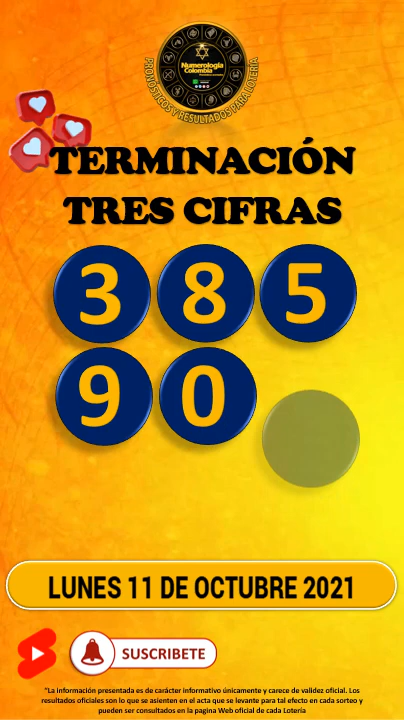 Numerología
Colombia
PRONÓSTICOS Y RESULTADOS PARA LOTERÍA
TERMINACIÓN
TRES CIFRAS
3 8 5
9 0
LUNES 11 DE OCTUBRE 2021
SUSCRIBETE
"La información presentada es de carácter informativo únicamente y carece de validez oficial. Los
resultados oficiales son lo que se asienten en el acta que se levante para tal efecto en cada sorteo y
pueden ser consultados en la pagina Web oficial de cada Lotería